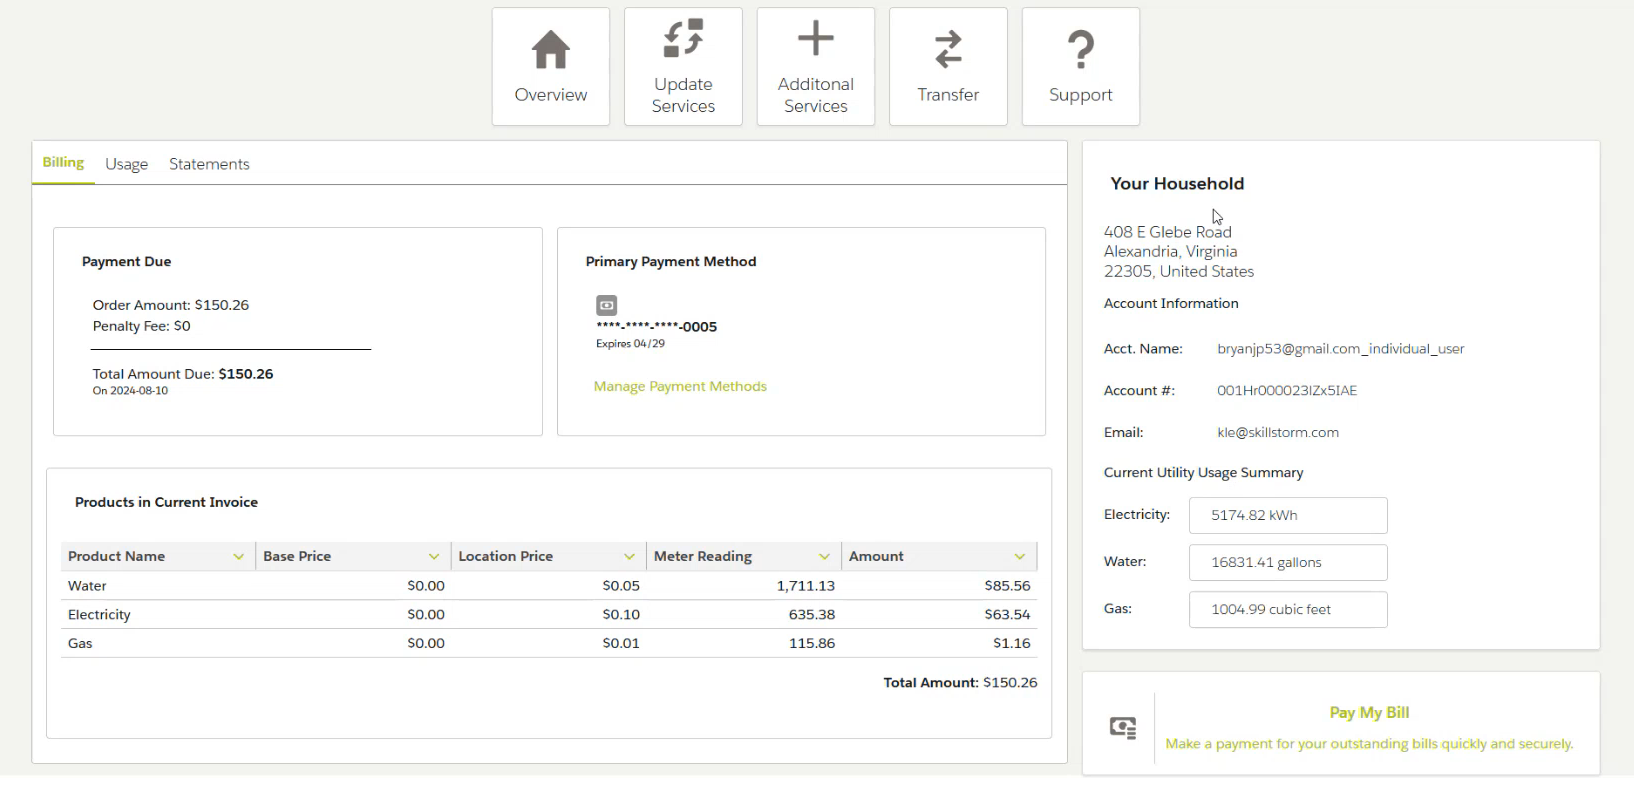 Overview
Update
Services
Additonal
Services
Transfer
Support
Billing
Usage
Statements
Payment Due
Order Amount: $150.26
Penalty Fee: $0
Total Amount Due: $150.26
On 2024-08-10
Primary Payment Method
****-****-****-0005
Expires 04/29
Manage Payment Methods
Products in Current Invoice
Product Name Base Price Location Price Meter Reading Amount
Water $0.00 $0.05 1,711.13 $85.56
Electricity $0.00 $0.10 635.38 $63.54
Gas $0.00 $0.01 115.86 $1.16
Total Amount: $150.26
Your Household
408 E Glebe Road
Alexandria, Virginia
22305, United States
Account Information
Acct. Name: bryanjp53@gmail.com_individual_user
Account #: 001Hr000023IZx5IAE
Email: kle@skillstorm.com
Current Utility Usage Summary
Electricity: 5174.82 kWh
Water: 16831.41 gallons
Gas: 1004.99 cubic feet
Pay My Bill
Make a payment for your outstanding bills quickly and securely.